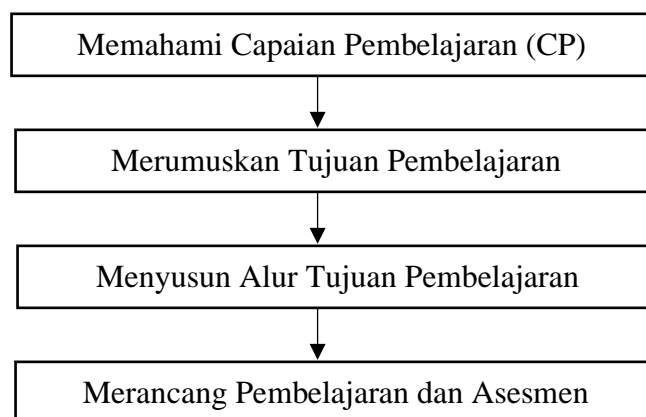 Memahami Capaian Pembelajaran (CP)
Merumuskan Tujuan Pembelajaran
Menyusun Alur Tujuan Pembelajaran
Merancang Pembelajaran dan Asesmen